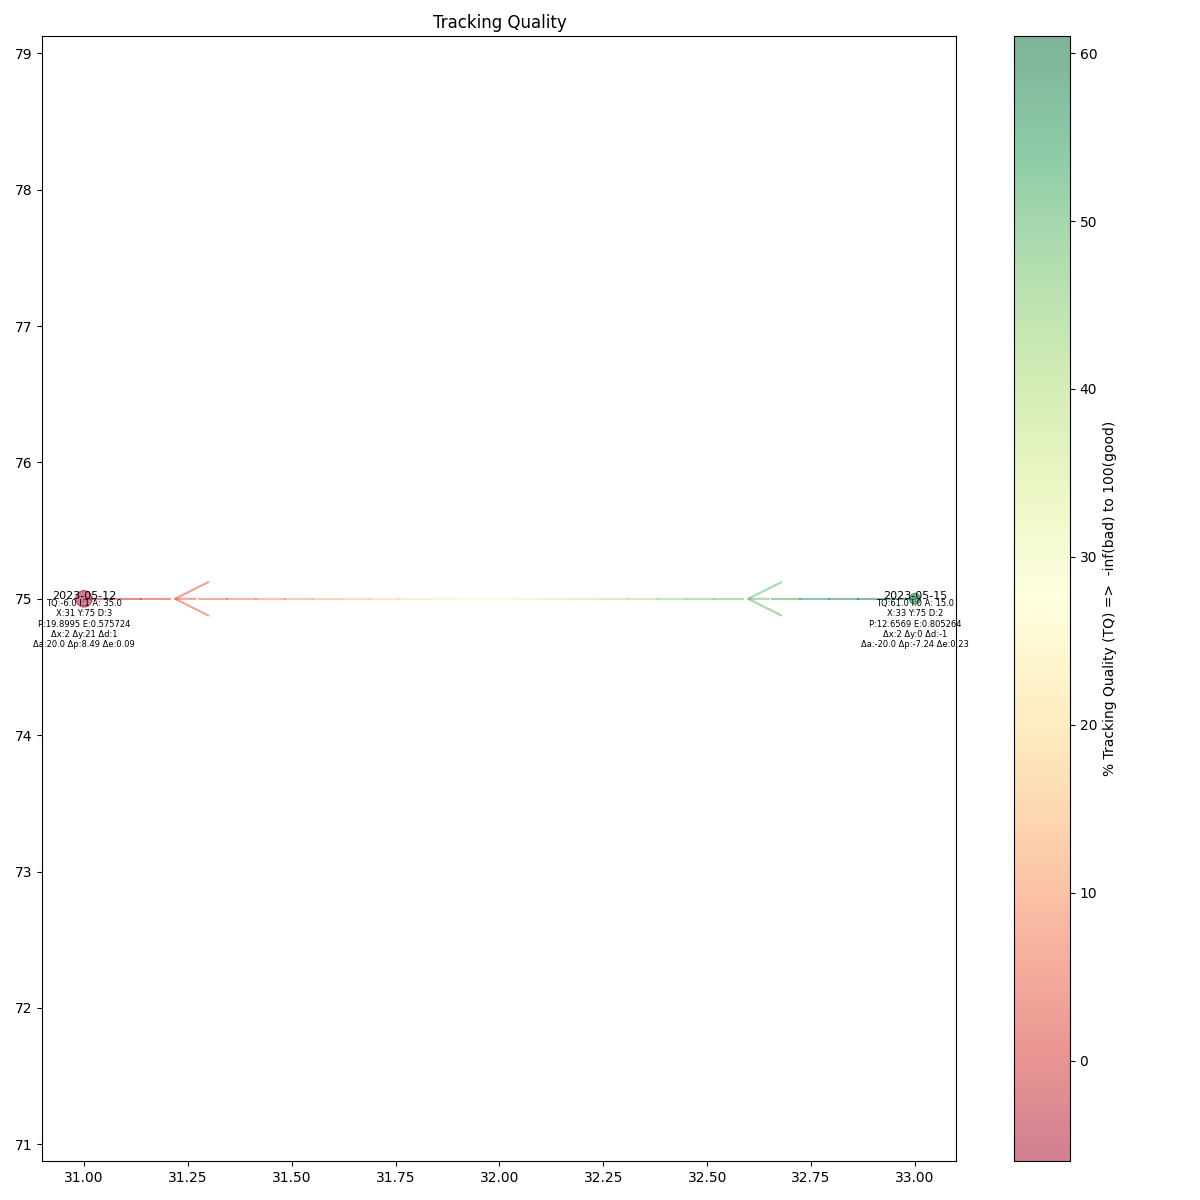 Tracking Quality
79
78
77
76
75
74
73
72
71
31.00
31.25
31.50
31.75
32.00
32.25
32.50
32.75
33.00
2023-05-12
A: 35.0
X:31 Y:75 D:3
P:19.8995 E:0.575724
Δx:2 Δy:21 Δd:1
Δa:20.0 Δp:8.49 Δe:0.09
2023-05-15
A: 15.0
X:33 Y:75 D:2
P:12.6569 E:0.805264
Δx:2 Δy:0 Δd:-1
Δa:-20.0 Δp:-7.24 Δe:0.23
60
50
40
30
20
10
0
% Tracking Quality (TQ) => -inf(bad) to 100(good)